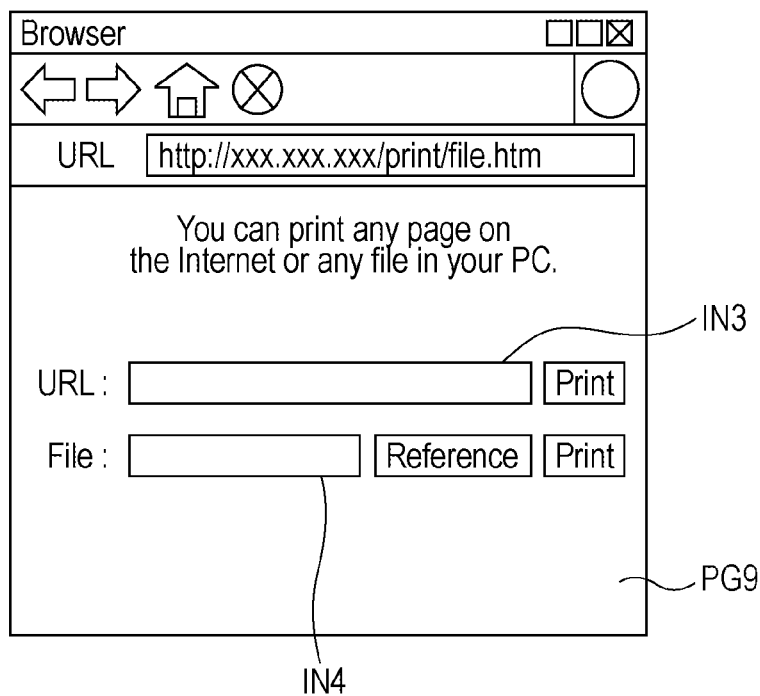 Browser
URL http://xxx.xxx.xxx/print/file.htm
You can print any page on
the Internet or any file in your PC.
IN3
URL : Print
File : Reference Print
PG9
IN4